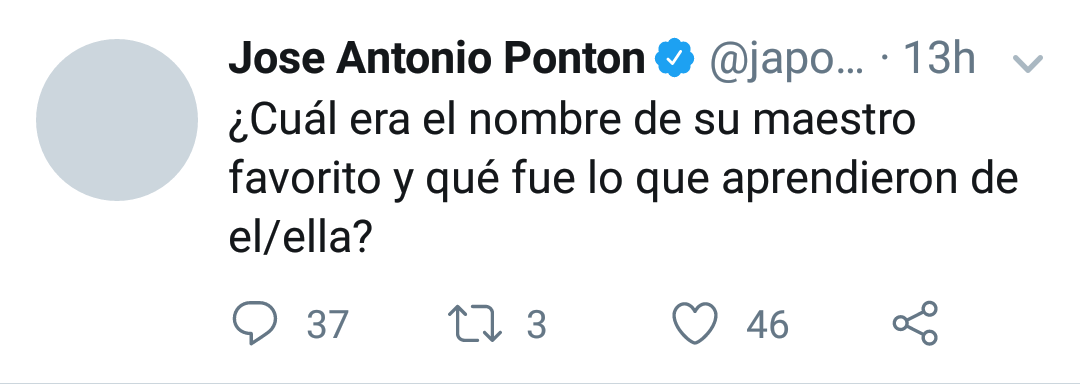 Jose Antonio Ponton @japo... · 13h
¿Cuál era el nombre de su maestro
favorito y qué fue lo que aprendieron de
el/ella?
37 3 46